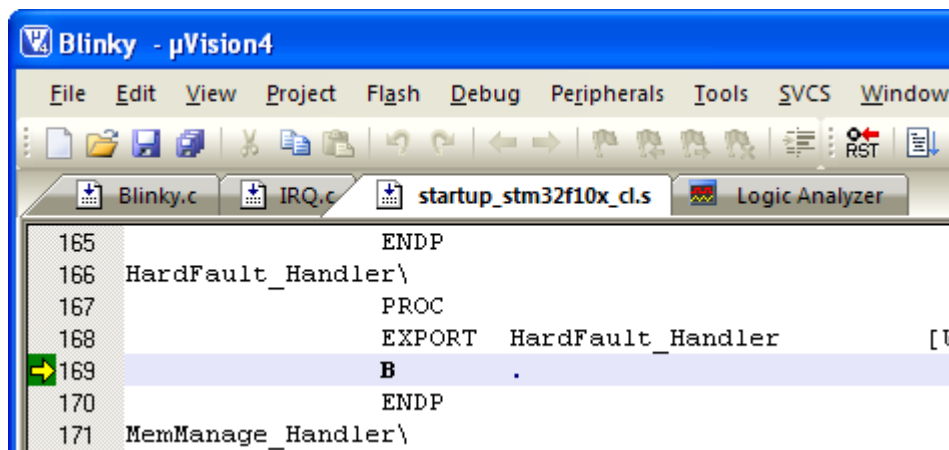 Blinky - µVision4
File Edit View Project Flash Debug Peripherals Tools SVCS Window
RST
Blinky.c IRQ.c startup_stm32f10x_cl.s Logic Analyzer
165 ENDP
166 HardFault_Handler\
167 PROC
168 EXPORT HardFault_Handler [
169 B .
170 ENDP
171 MemManage_Handler\